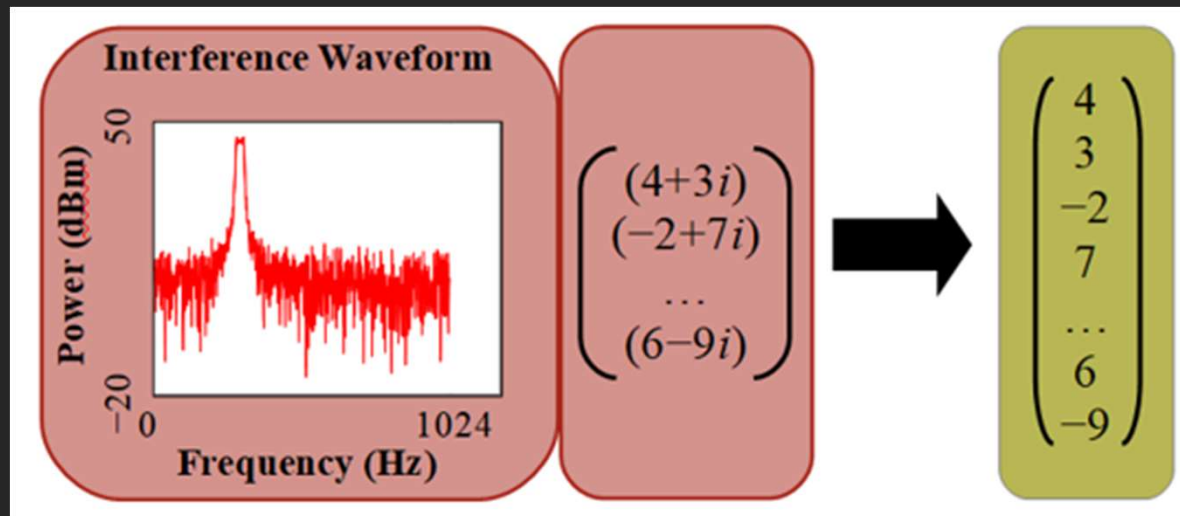 Interference Waveform
50
Power (dBm)
−20
0
1024
Frequency (Hz)
(4+3i)
(−2+7i)
...
(6−9i)
4
3
−2
7
...
6
−9